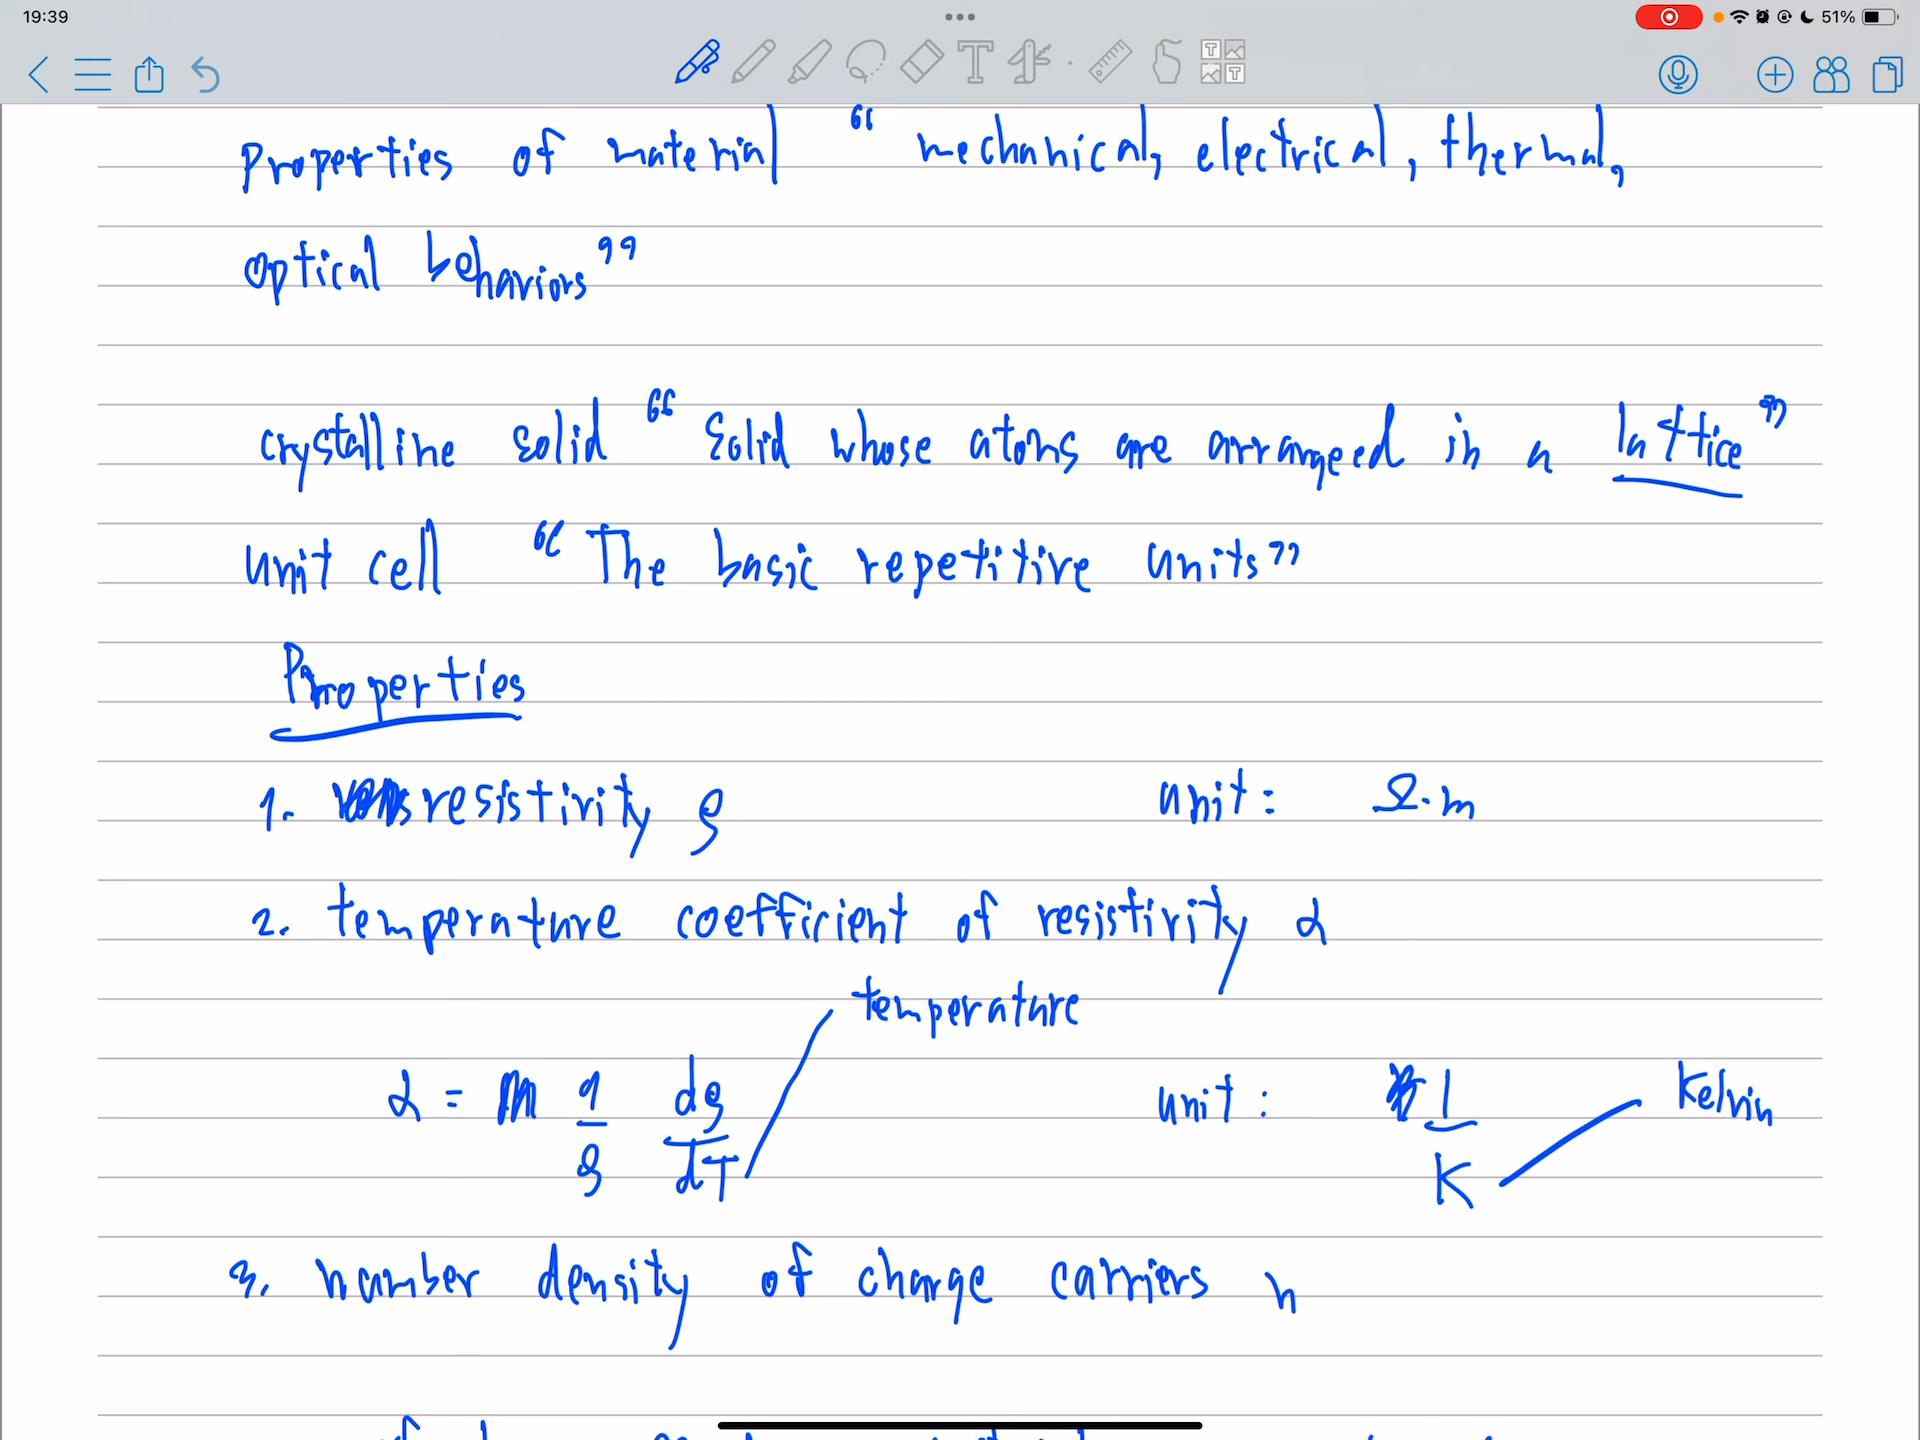 19:39
51%
Properties of material “ mechanical, electrical, thermal,
optical behaviors ”
crystalline solid “ solid whose atoms are arranged in a lattice ”
unit cell “ The basic repetitive units ”
Properties
1. resistivity ρ unit : Ω·m
2. temperature coefficient of resistivity α
temperature
α = 1/ρ dρ/dT unit : 1/K Kelvin
3. number density of charge carriers n